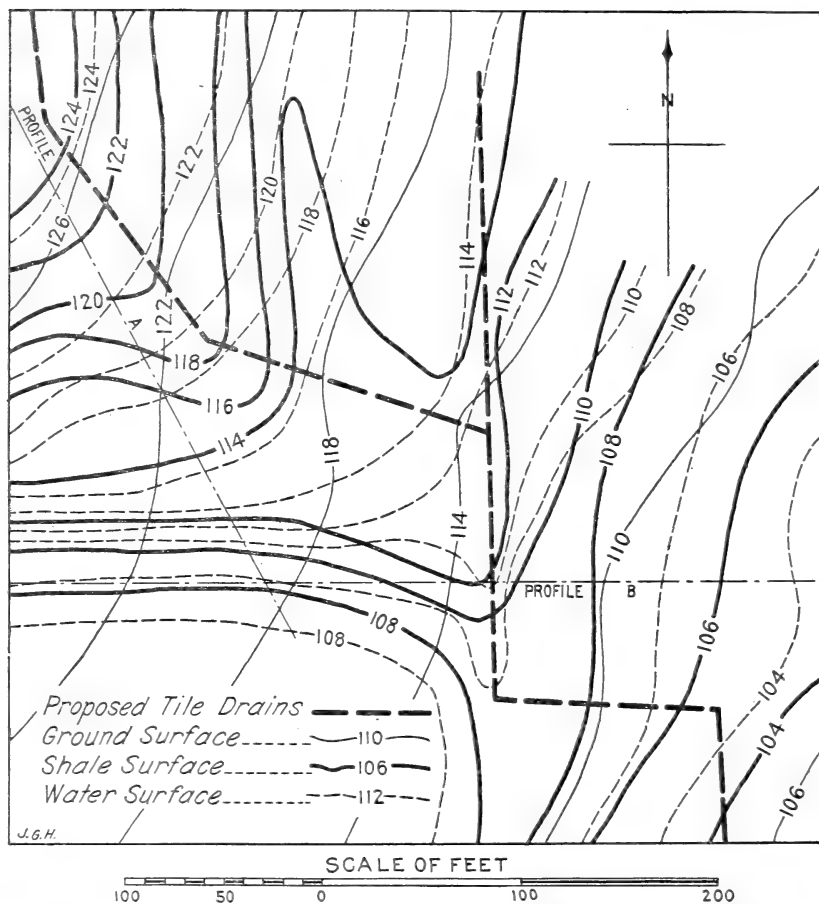 124
124
PROFILE
122
122
N
126
120
118
116
114
112
112
110
108
120
A
122
106
118
110
116
108
114
118
114
110
PROFILE B
108
106
108
104
104
106
Proposed Tile Drains
Ground Surface 110
Shale Surface 106
Water Surface 112
J.G.H.
SCALE OF FEET
100 50 0 100 200